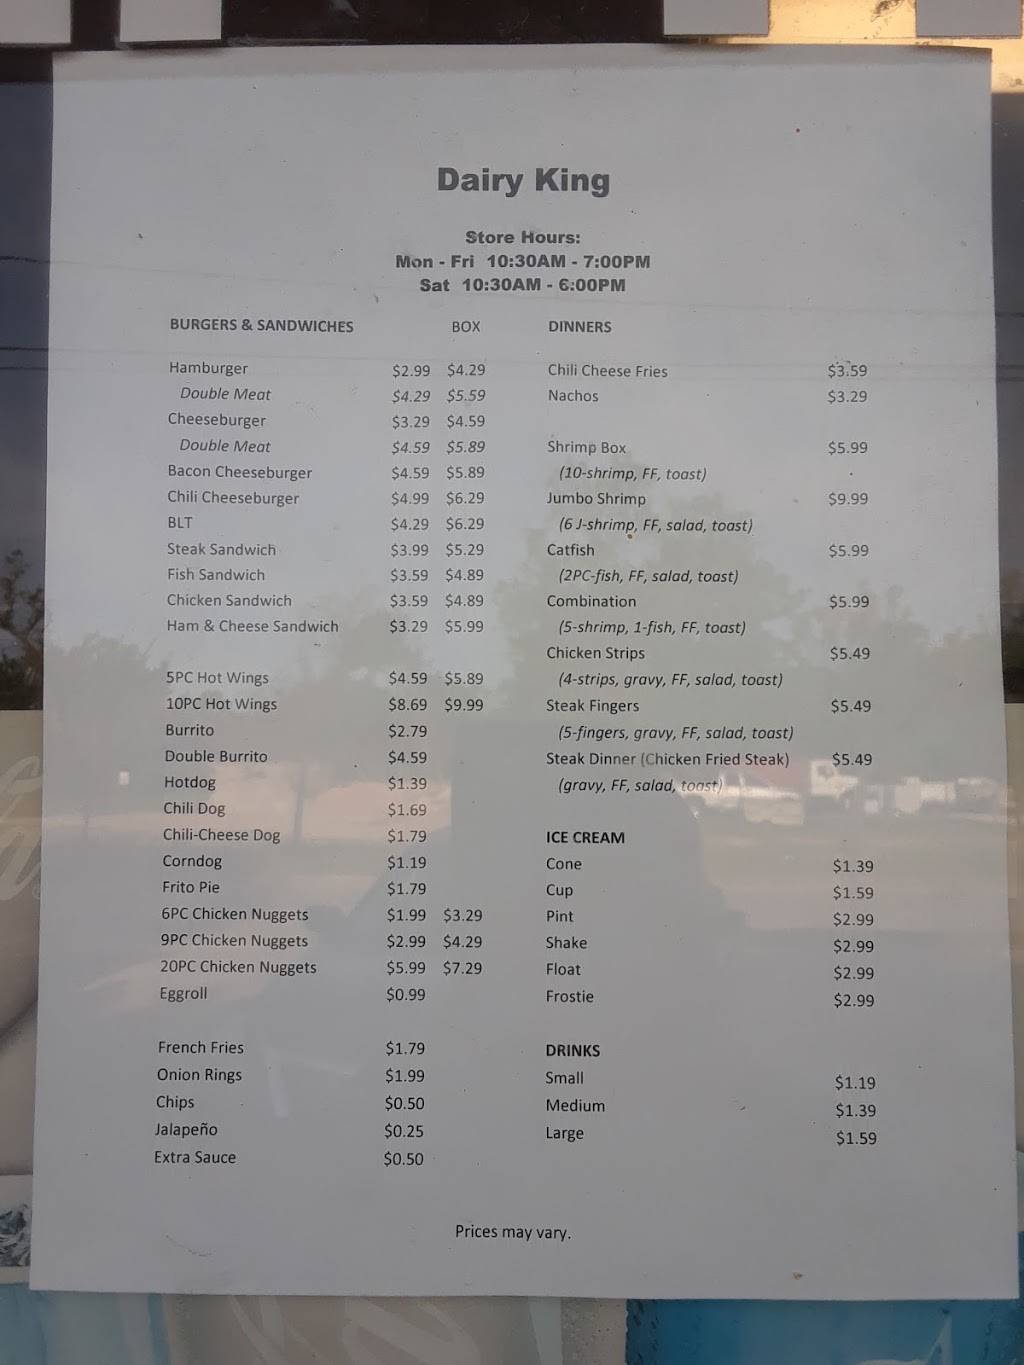 Dairy King
Store Hours:
Mon - Fri 10:30AM - 7:00PM
Sat 10:30AM - 6:00PM
BURGERS & SANDWICHES BOX
Hamburger $2.99 $4.29
Double Meat $4.29 $5.59
Cheeseburger $3.29 $4.59
Double Meat $4.59 $5.89
Bacon Cheeseburger $4.59 $5.89
Chili Cheeseburger $4.99 $6.29
BLT $4.29 $6.29
Steak Sandwich $3.99 $5.29
Fish Sandwich $3.59 $4.89
Chicken Sandwich $3.59 $4.89
Ham & Cheese Sandwich $3.29 $5.99
5PC Hot Wings $4.59 $5.89
10PC Hot Wings $8.69 $9.99
Burrito $2.79
Double Burrito $4.59
Hotdog $1.39
Chili Dog $1.69
Chili-Cheese Dog $1.79
Corndog $1.19
Frito Pie $1.79
6PC Chicken Nuggets $1.99 $3.29
9PC Chicken Nuggets $2.99 $4.29
20PC Chicken Nuggets $5.99 $7.29
Eggroll $0.99
French Fries $1.79
Onion Rings $1.99
Chips $0.50
Jalapeño $0.25
Extra Sauce $0.50
DINNERS
Chili Cheese Fries $3.59
Nachos $3.29
Shrimp Box $5.99
(10-shrimp, FF, toast)
Jumbo Shrimp $9.99
(6 J-shrimp, FF, salad, toast)
Catfish $5.99
(2PC-fish, FF, salad, toast)
Combination $5.99
(5-shrimp, 1-fish, FF, toast)
Chicken Strips $5.49
(4-strips, gravy, FF, salad, toast)
Steak Fingers $5.49
(5-fingers, gravy, FF, salad, toast)
Steak Dinner (Chicken Fried Steak) $5.49
(gravy, FF, salad, toast)
ICE CREAM
Cone $1.39
Cup $1.59
Pint $2.99
Shake $2.99
Float $2.99
Frostie $2.99
DRINKS
Small $1.19
Medium $1.39
Large $1.59
Prices may vary.